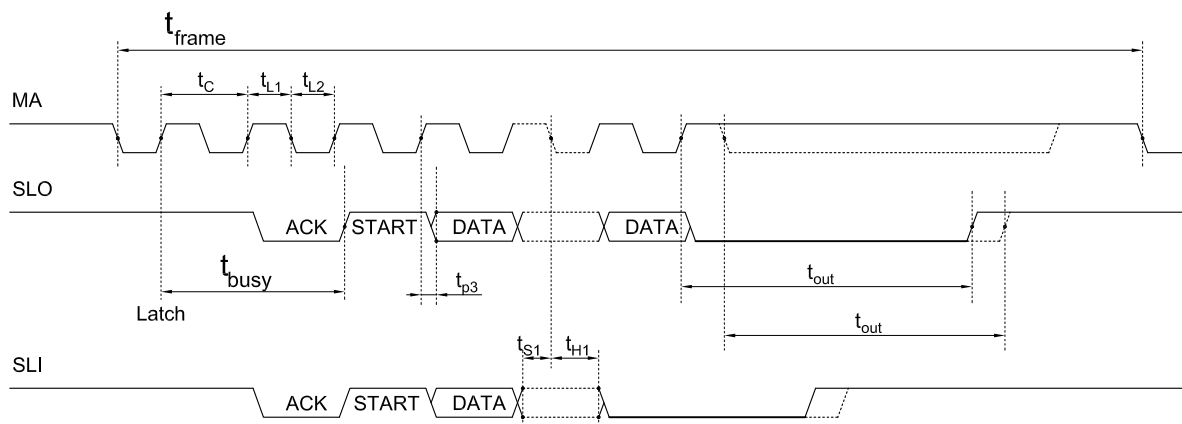 t_frame
t_C t_L1 t_L2
MA
SLO
ACK START DATA DATA
t_busy
t_p3
t_out
Latch
t_out
t_S1 t_H1
SLI
ACK START DATA